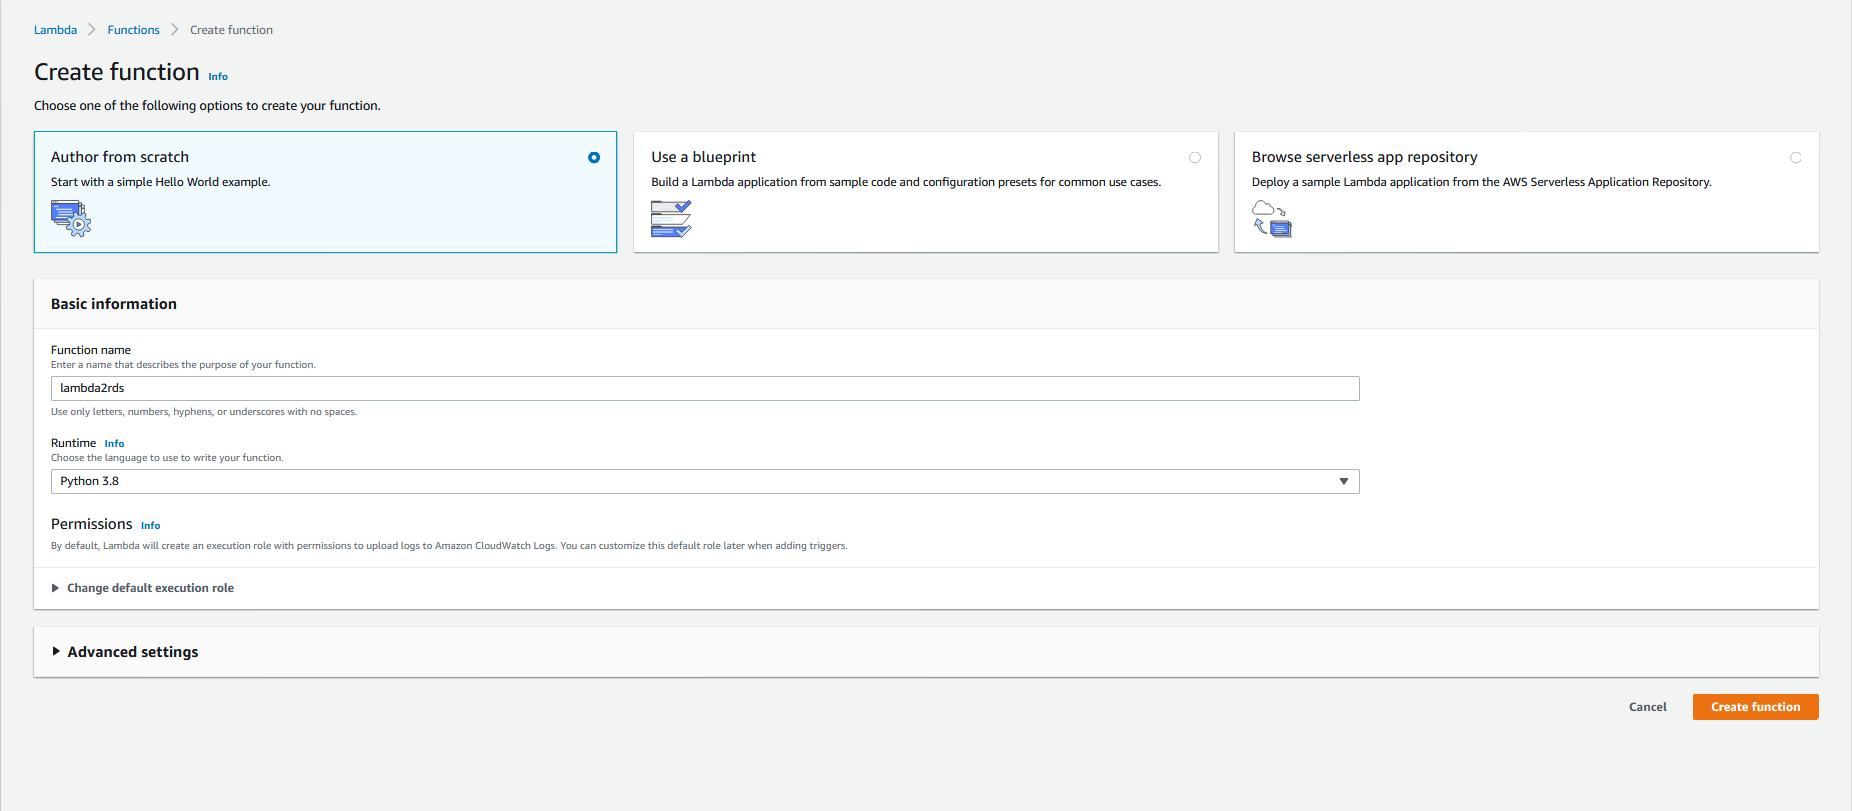 Lambda > Functions > Create function
Create function Info
Choose one of the following options to create your function.
Author from scratch
Start with a simple Hello World example.
Use a blueprint
Build a Lambda application from sample code and configuration presets for common use cases.
Browse serverless app repository
Deploy a sample Lambda application from the AWS Serverless Application Repository.
Basic information
Function name
Enter a name that describes the purpose of your function.
lambda2rds
Use only letters, numbers, hyphens, or underscores with no spaces.
Runtime Info
Choose the language to use to write your function.
Python 3.8
Permissions Info
By default, Lambda will create an execution role with permissions to upload logs to Amazon CloudWatch Logs. You can customize this default role later when adding triggers.
Change default execution role
Advanced settings
Cancel Create function